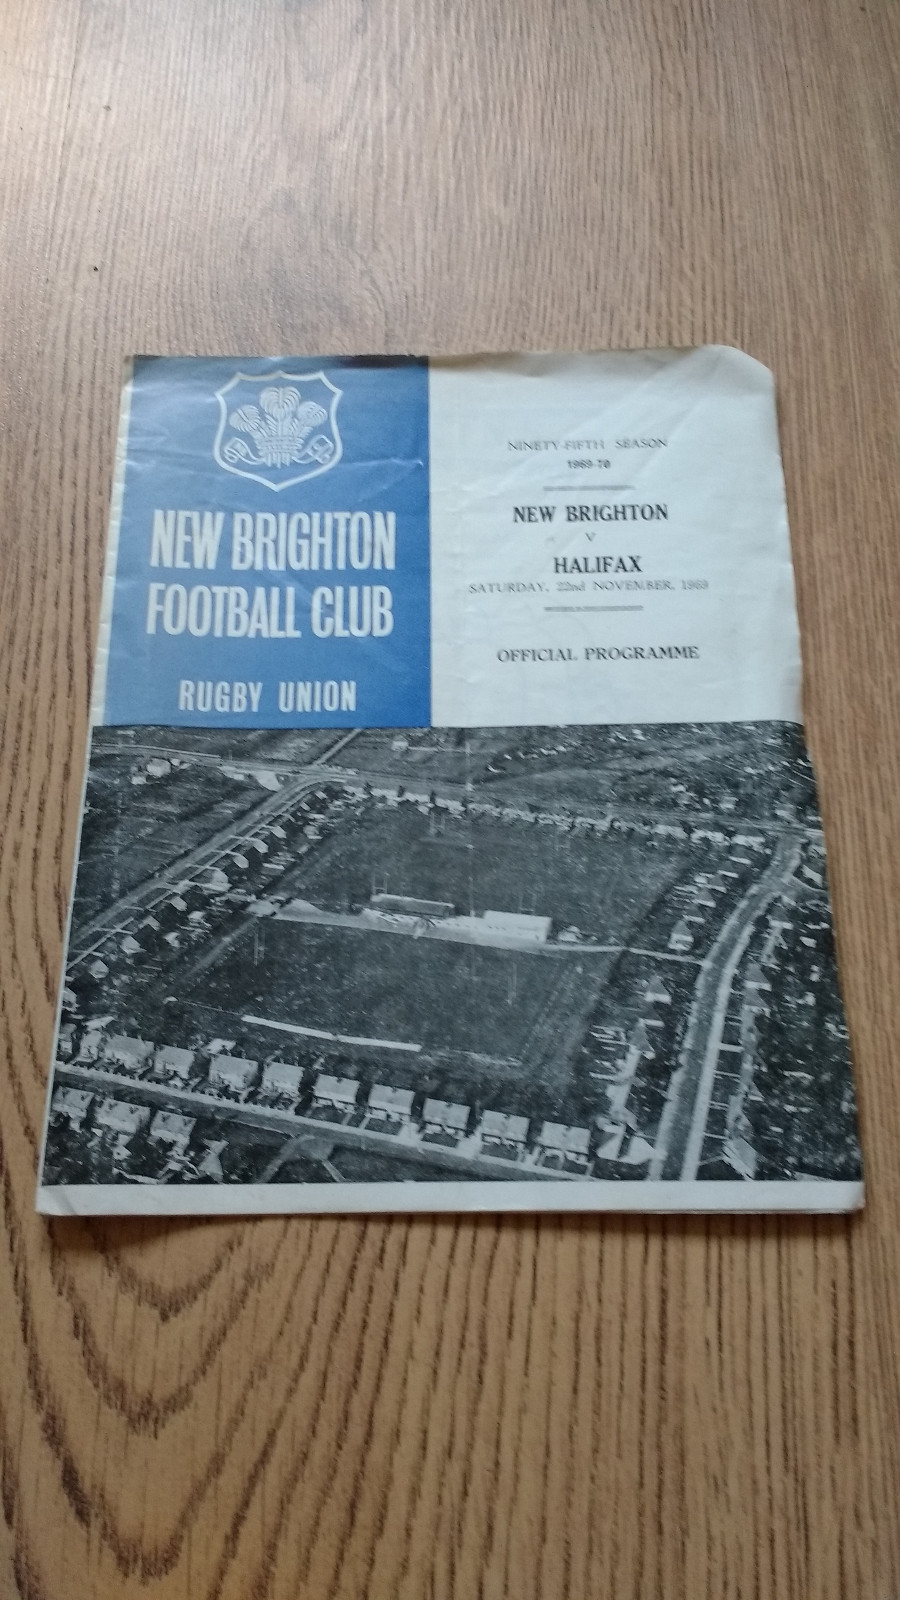 NEW BRIGHTON
FOOTBALL CLUB
RUGBY UNION
NINETY-FIFTH SEASON
1969-70
NEW BRIGHTON
v
HALIFAX
SATURDAY, 22nd NOVEMBER, 1969
OFFICIAL PROGRAMME